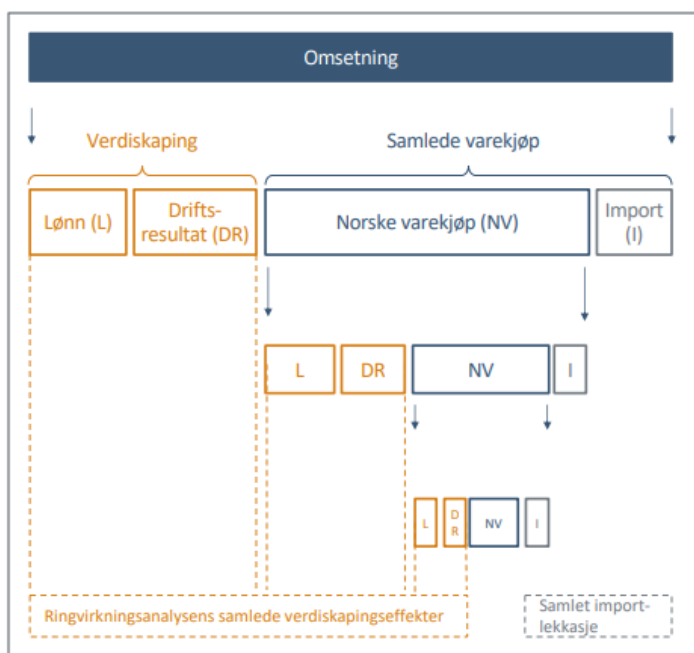 Omsetning
Verdiskaping
Samlede varekjøp
Lønn (L)
Drifts-
resultat (DR)
Norske varekjøp (NV)
Import
(I)
L
DR
NV
I
L
D
R
NV
I
Ringvirkningsanalysens samlede verdiskapingseffekter
Samlet import-
lekkasje